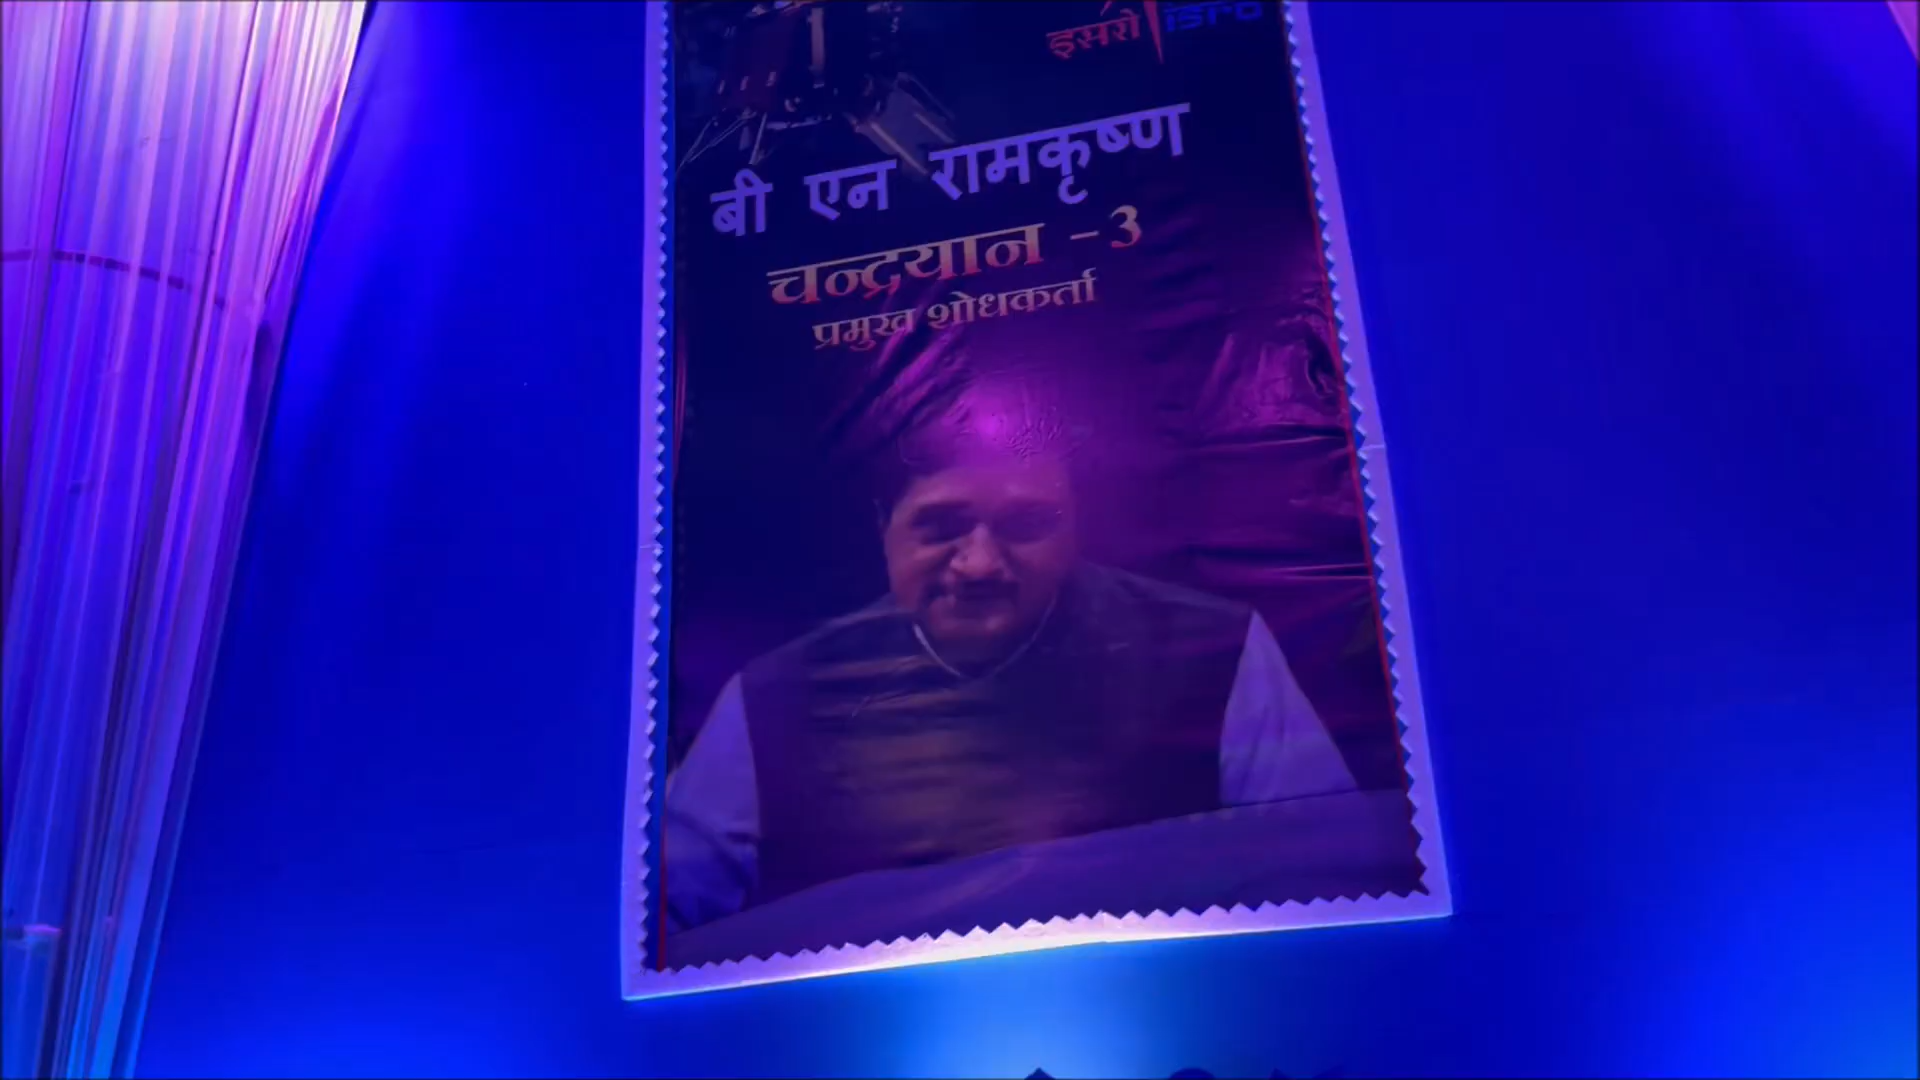 इसरो isro
बी एन रामकृष्ण
चन्द्रयान - 3
प्रमुख शोधकर्ता